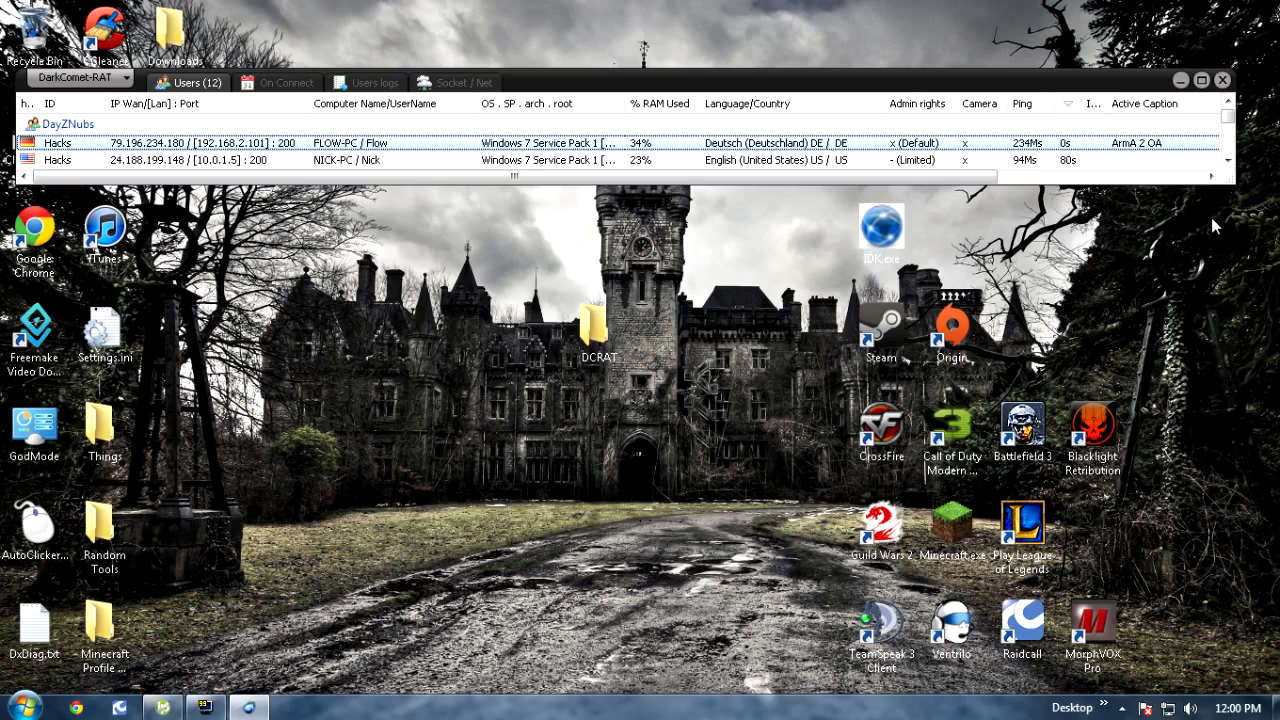 Recycle Bin
CCleaner
Downloads
DarkComet-RAT
Users (12)
On Connect
Users logs
Socket / Net
h.. ID IP Wan/[Lan] : Port Computer Name/UserName OS . SP . arch . root % RAM Used Language/Country Admin rights Camera Ping I... Active Caption
DayZNubs
Hacks 79.196.234.180 / [192.168.2.101] : 200 FLOW-PC / Flow Windows 7 Service Pack 1 [... 34% Deutsch (Deutschland) DE / DE x (Default) x 234Ms 0s ArmA 2 OA
Hacks 24.188.199.148 / [10.0.1.5] : 200 NICK-PC / Nick Windows 7 Service Pack 1 [... 23% English (United States) US / US - (Limited) x 94Ms 80s
Google
Chrome
iTunes
IDK.exe
Freemake
Video Do...
Settings.ini
DCRAT
Steam
Origin
GodMode
Things
CrossFire
Call of Duty
Modern ...
Battlefield 3
Blacklight
Retribution
AutoClicker...
Random
Tools
Guild Wars 2
Minecraft.exe
Play League
of Legends
DxDiag.txt
Minecraft
Profile ...
TeamSpeak 3
Client
Ventrilo
Raidcall
MorphVOX
Pro
Desktop
12:00 PM